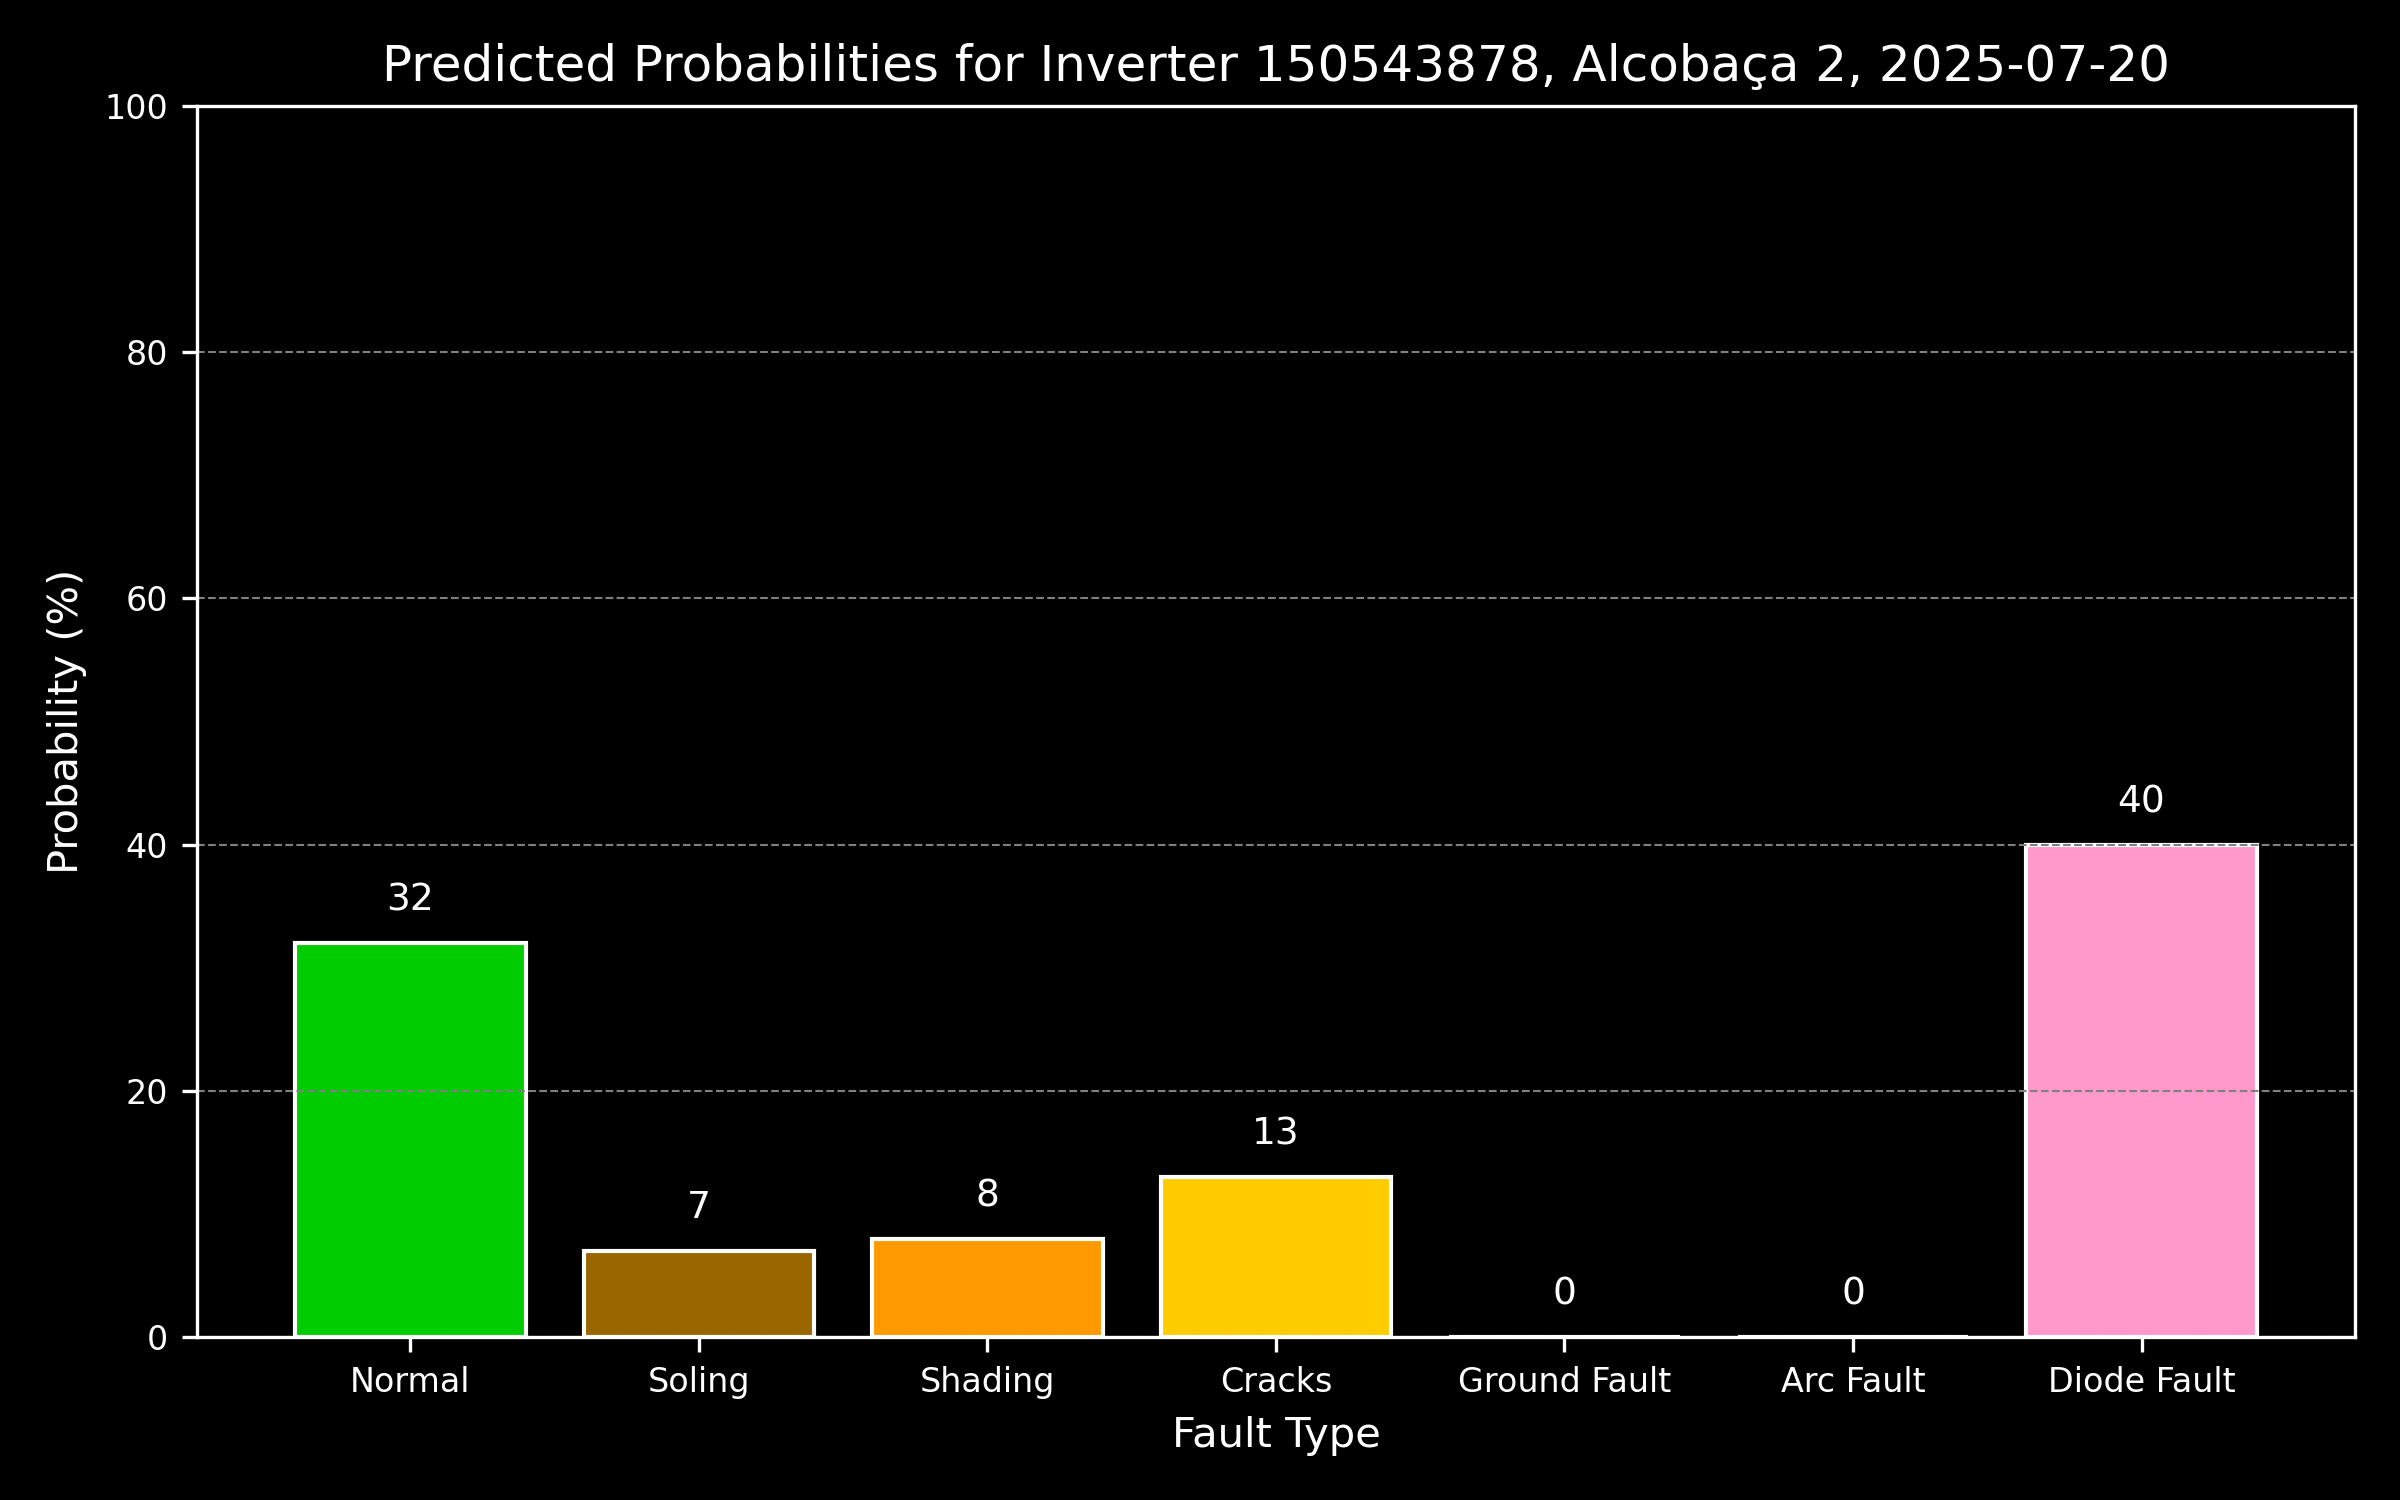 Predicted Probabilities for Inverter 150543878, Alcobaça 2, 2025-07-20
100
80
60
40
20
0
Probability (%)
32
7
8
13
0
0
40
Normal
Soling
Shading
Cracks
Ground Fault
Arc Fault
Diode Fault
Fault Type